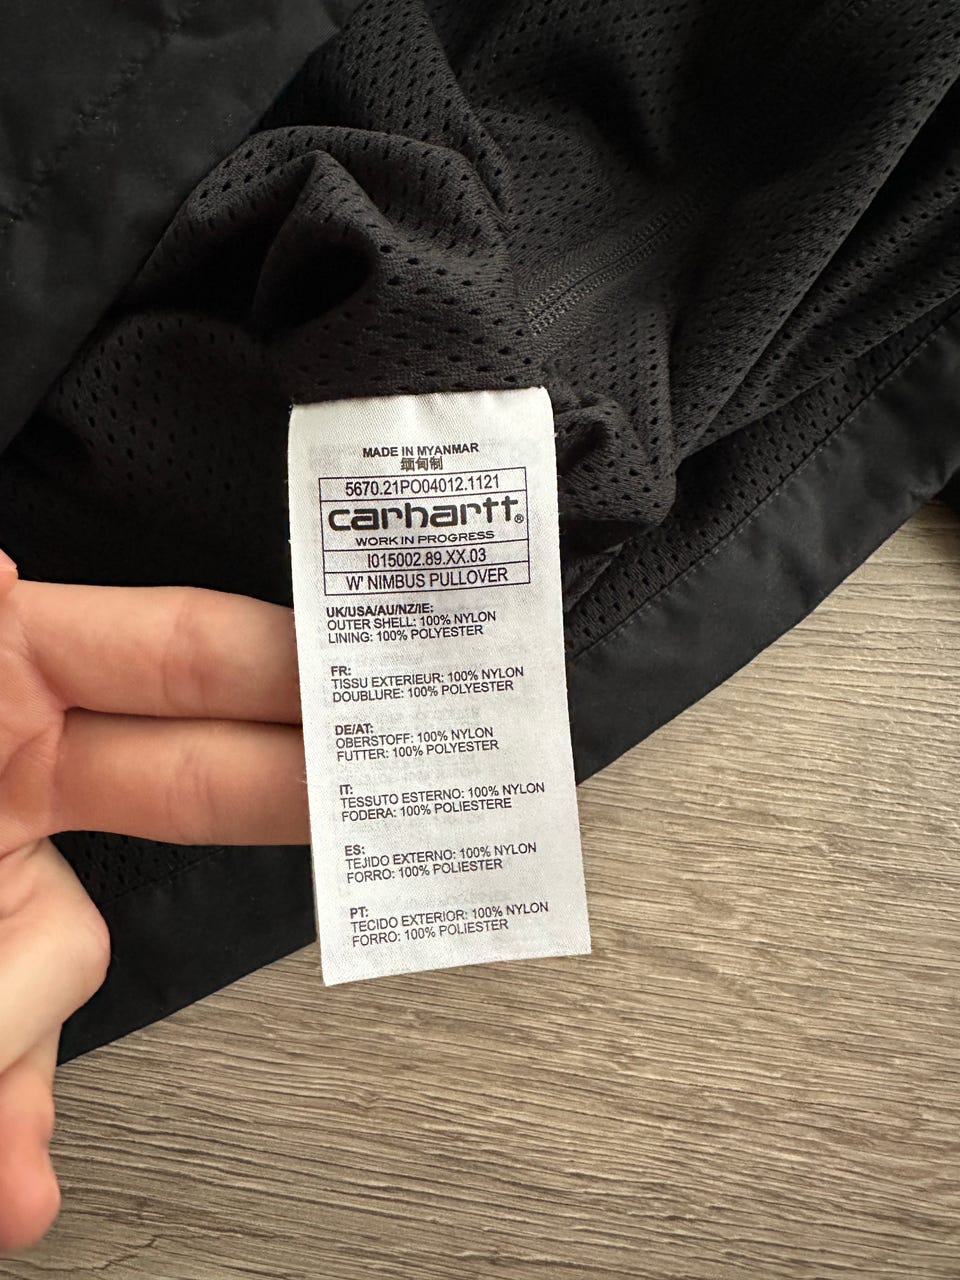 MADE IN MYANMAR
缅甸制
5670.21PO04012.1121
carhartt®
WORK IN PROGRESS
I015002.89.XX.03
W' NIMBUS PULLOVER
UK/USA/AU/NZ/IE:
OUTER SHELL: 100% NYLON
LINING: 100% POLYESTER
FR:
TISSU EXTERIEUR: 100% NYLON
DOUBLURE: 100% POLYESTER
DE/AT:
OBERSTOFF: 100% NYLON
FUTTER: 100% POLYESTER
IT:
TESSUTO ESTERNO: 100% NYLON
FODERA: 100% POLIESTERE
ES:
TEJIDO EXTERNO: 100% NYLON
FORRO: 100% POLIESTER
PT:
TECIDO EXTERIOR: 100% NYLON
FORRO: 100% POLIESTER